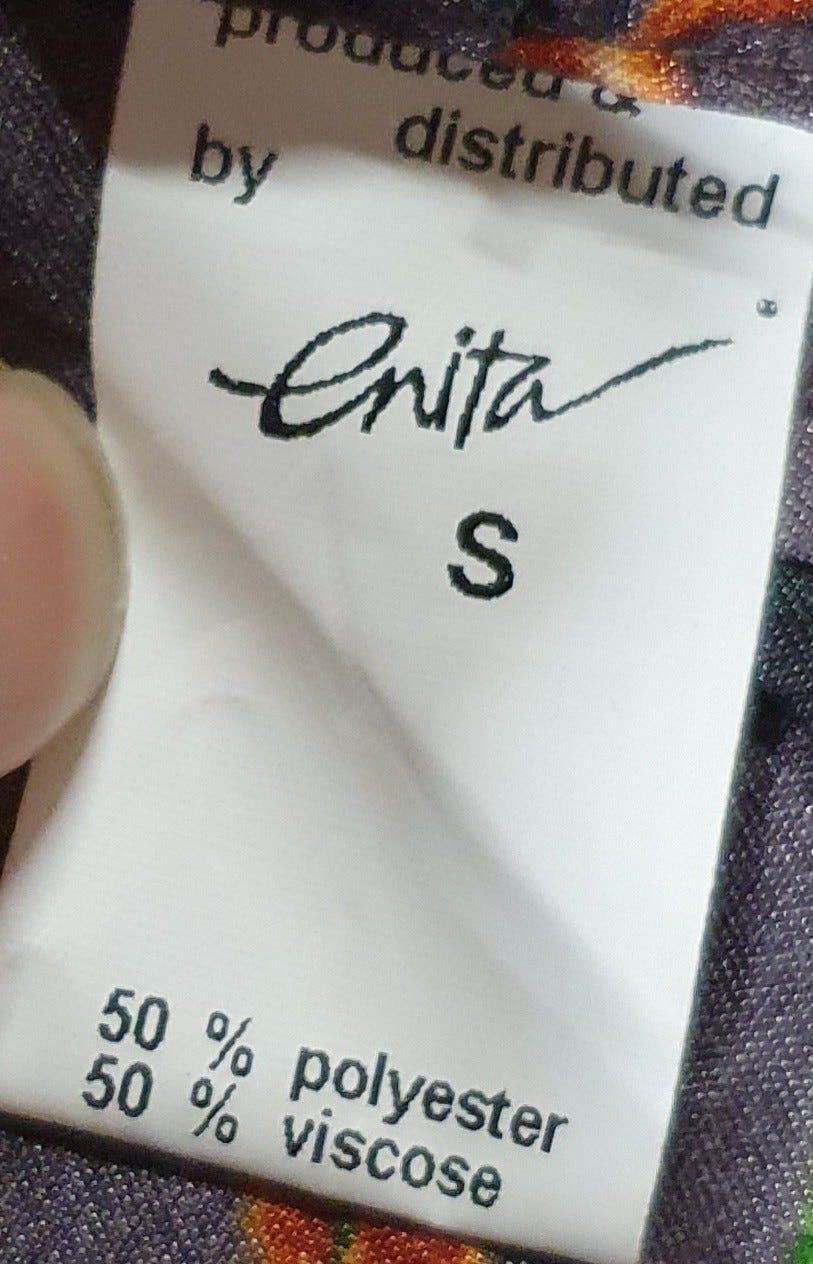 produced &
by distributed
enita
S
50 % polyester
50 % viscose